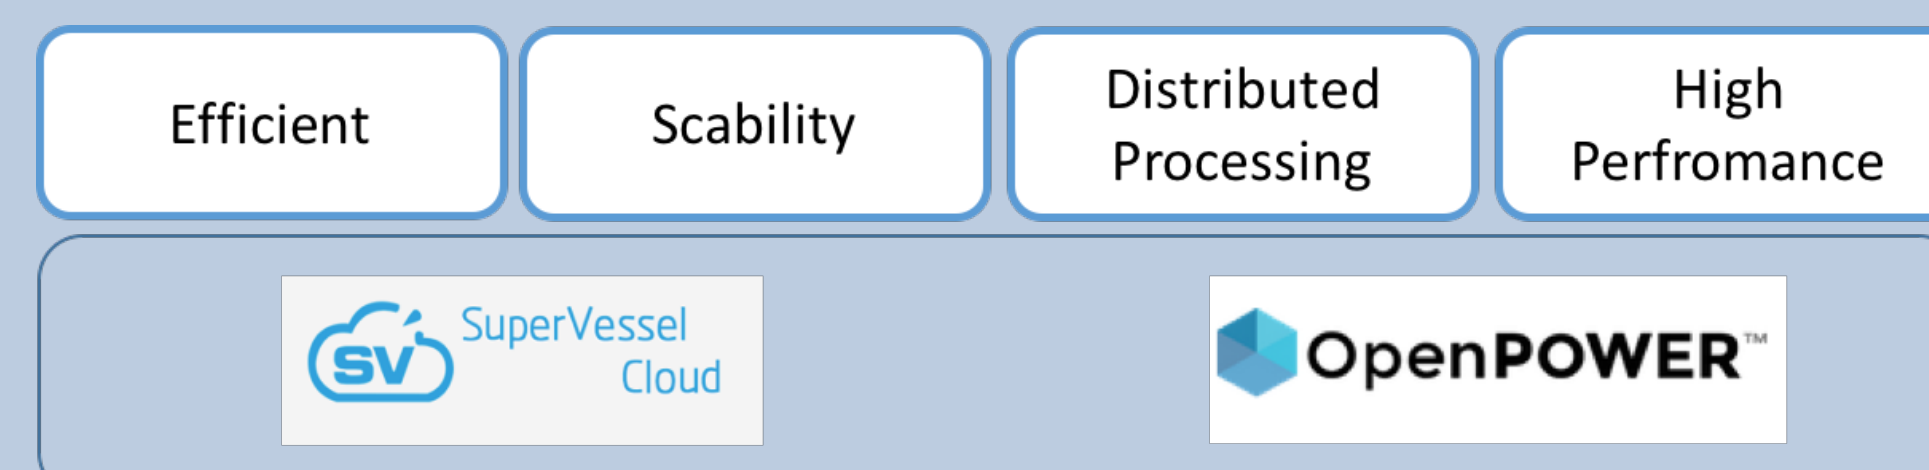 Efficient
Scability
Distributed
Processing
High
Perfromance
SV
SuperVessel
Cloud
OpenPOWER™